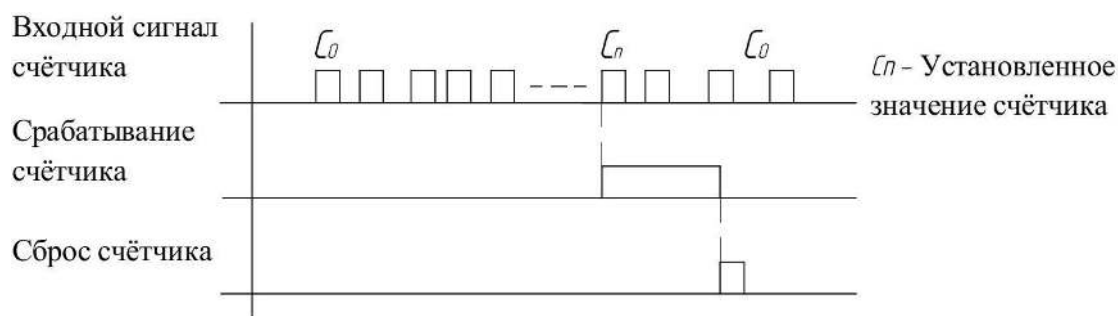 Входной сигнал
счётчика
C0
Cn
C0
Cn – Установленное
значение счётчика
Срабатывание
счётчика
Сброс счётчика